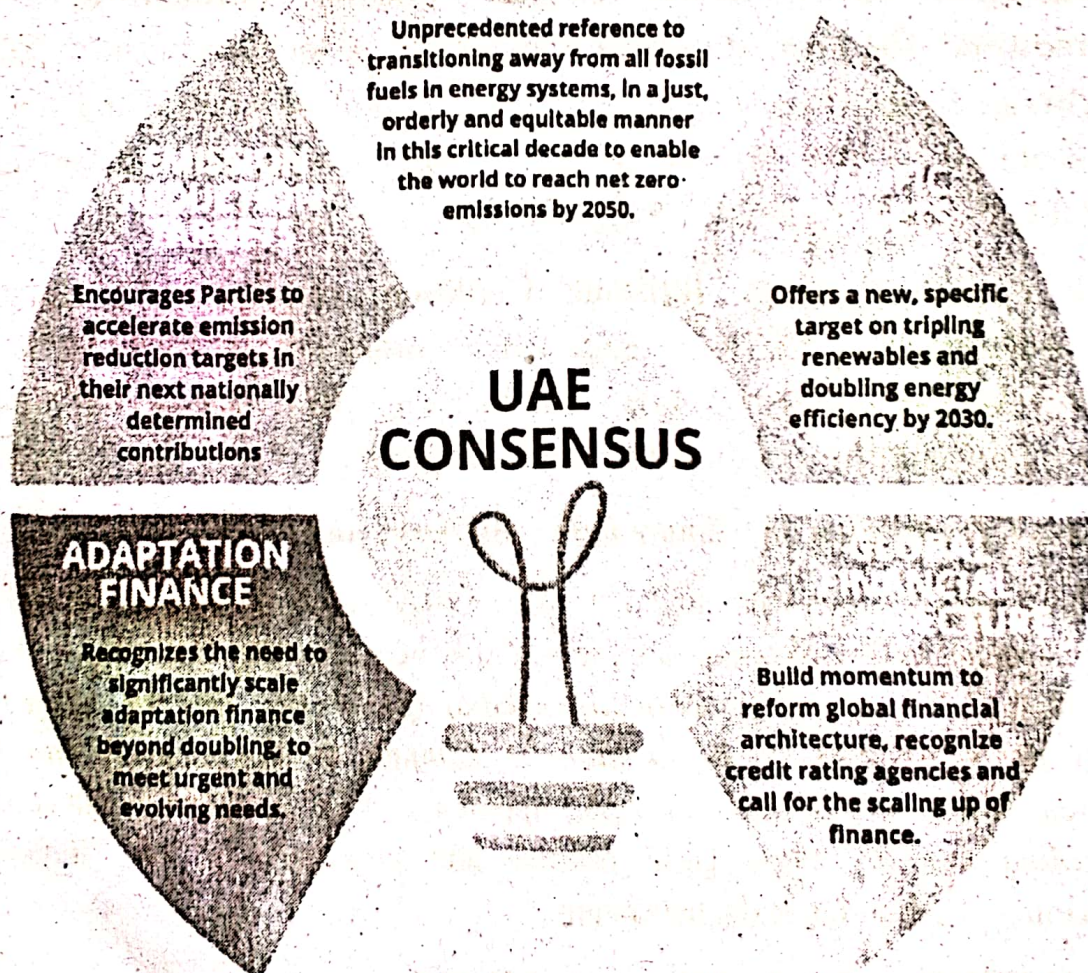 Unprecedented reference to
transitioning away from all fossil
fuels in energy systems, in a just,
orderly and equitable manner
in this critical decade to enable
the world to reach net zero
emissions by 2050.
Encourages Parties to
accelerate emission
reduction targets in
their next nationally
determined
contributions
Offers a new, specific
target on tripling
renewables and
doubling energy
efficiency by 2030.
UAE
CONSENSUS
ADAPTATION
FINANCE
Recognizes the need to
significantly scale
adaptation finance
beyond doubling, to
meet urgent and
evolving needs.
GLOBAL
FINANCIAL
Build momentum to
reform global financial
architecture, recognize
credit rating agencies and
call for the scaling up of
finance.